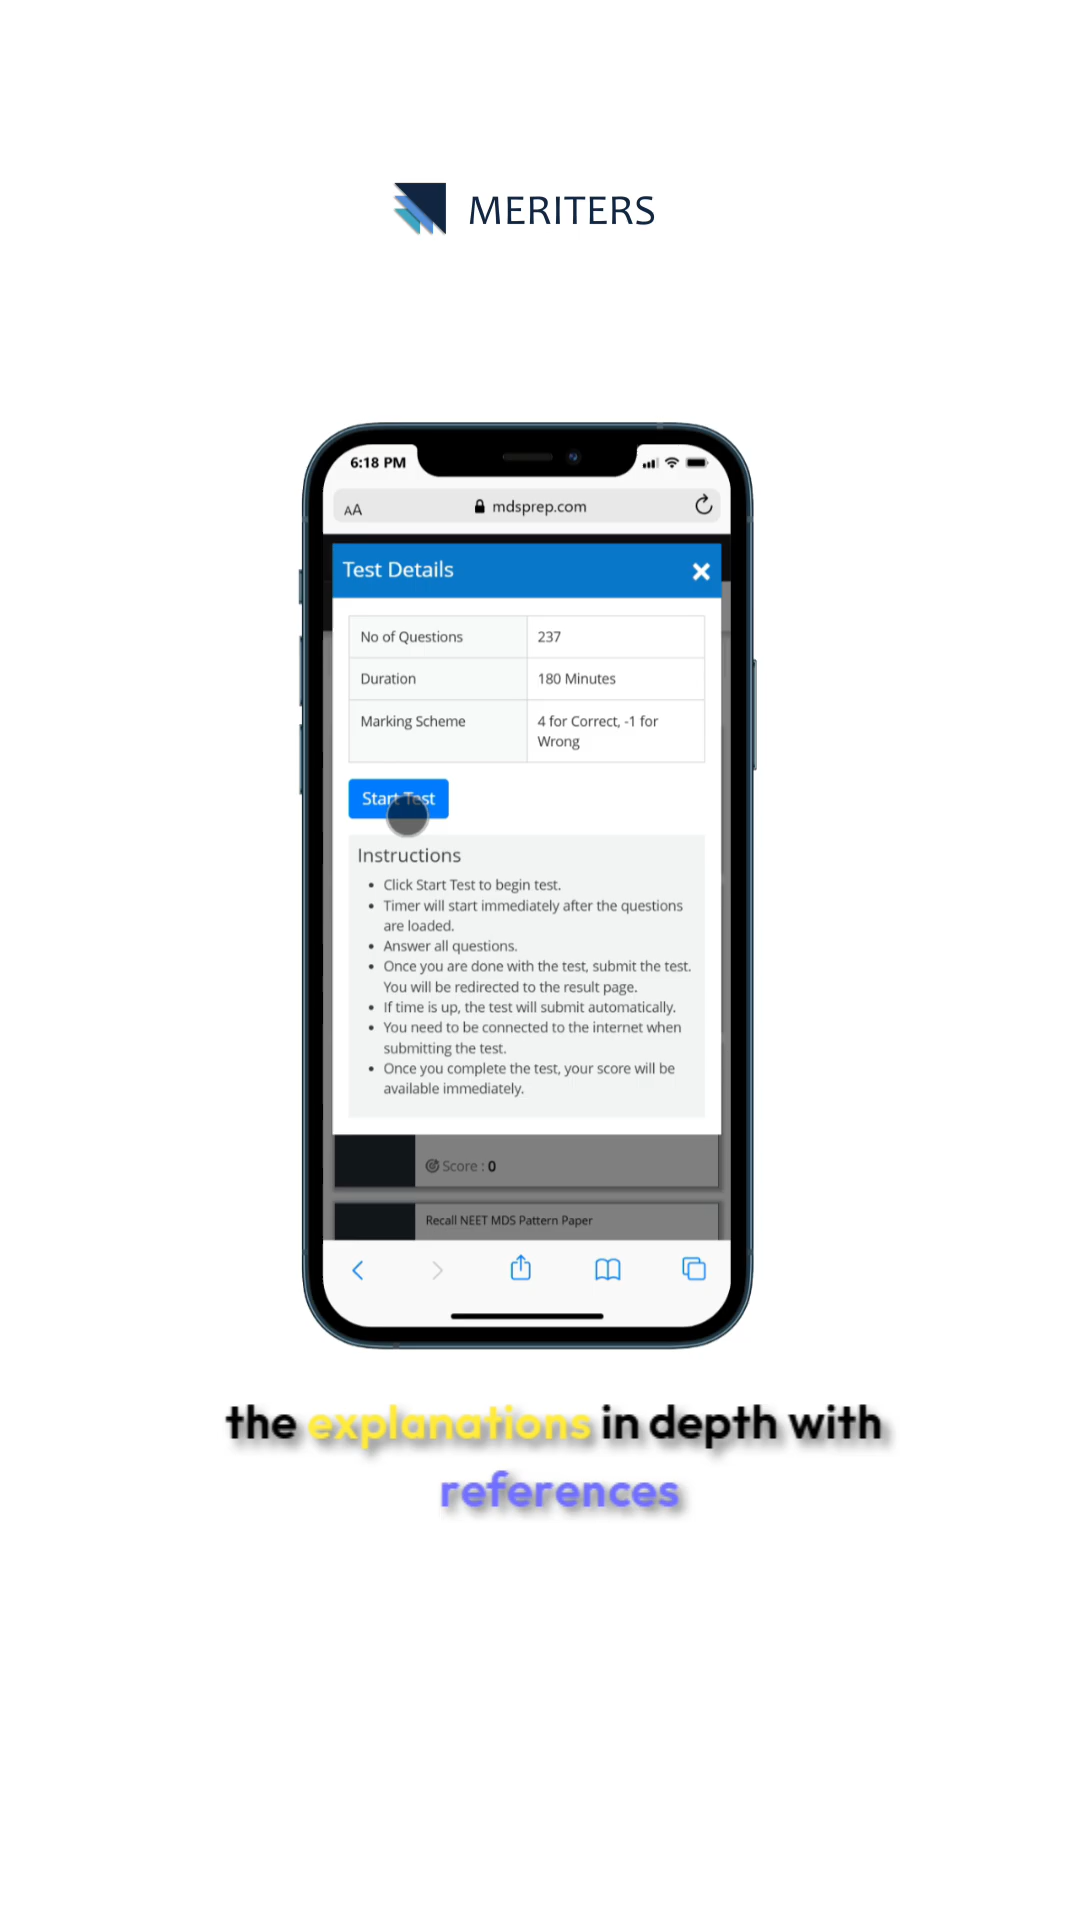 MERITERS
6:18 PM
AA
mdsprep.com
Test Details
No of Questions
237
Duration
180 Minutes
Marking Scheme
4 for Correct, -1 for
Wrong
Start Test
Instructions
• Click Start Test to begin test.
• Timer will start immediately after the questions
are loaded.
• Answer all questions.
• Once you are done with the test, submit the test.
You will be redirected to the result page.
• If time is up, the test will submit automatically.
• You need to be connected to the internet when
submitting the test.
• Once you complete the test, your score will be
available immediately.
Score : 0
Recall NEET MDS Pattern Paper
the explanations in depth with
references